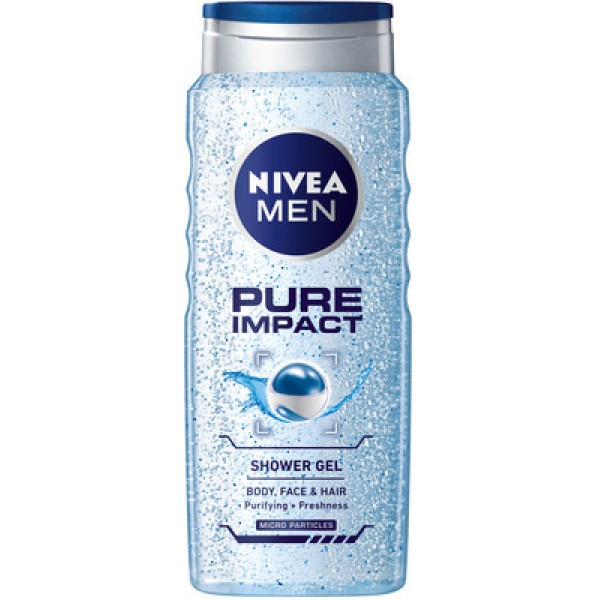 NIVEA
MEN
PURE
IMPACT
SHOWER GEL
BODY, FACE & HAIR
• Purifying • Freshness
MICRO PARTICLES